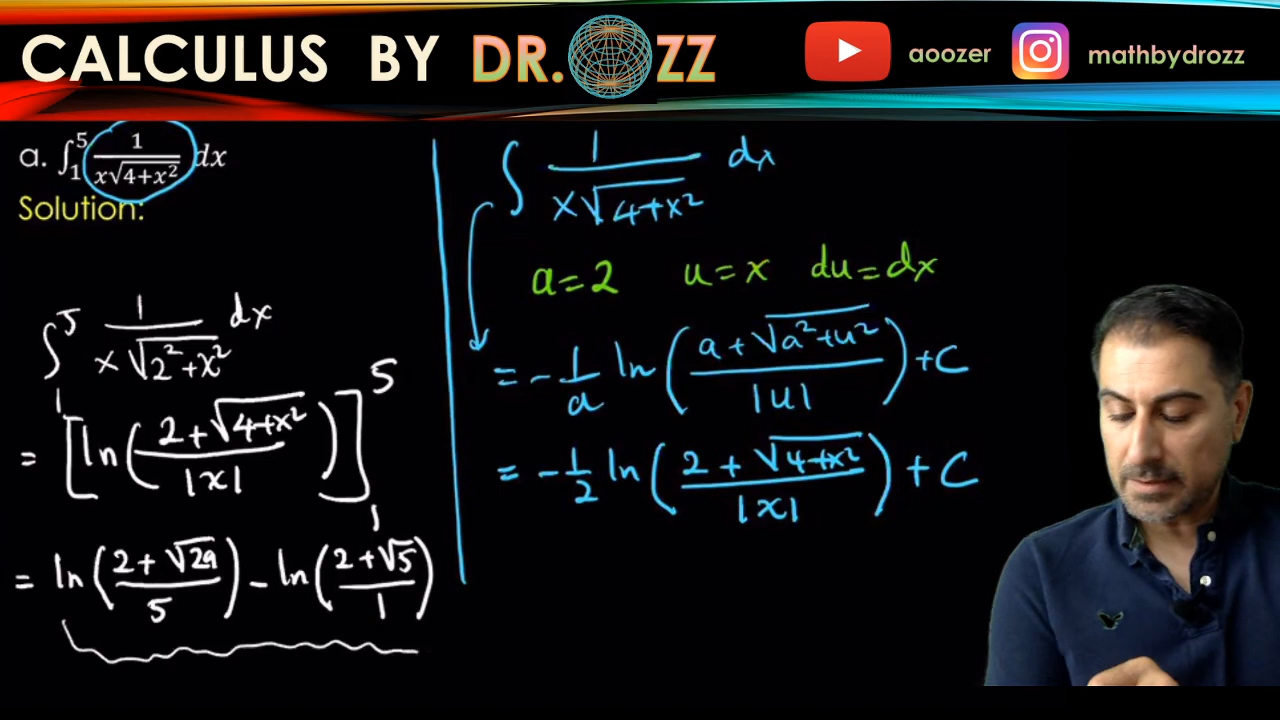 CALCULUS BY DR. OZZ
aoozer
mathbydrozz
a. ∫₁⁵ 1/(x√(4+x²)) dx
Solution:
∫₁⁵ 1/(x√(2²+x²)) dx
= [ln((2+√(4+x²))/|x|)]₁⁵
= ln((2+√29)/5) - ln((2+√5)/1)
∫ 1/(x√(4+x²)) dx
a=2 u=x du=dx
= -1/a ln((a+√(a²+u²))/|u|) + C
= -1/2 ln((2+√(4+x²))/|x|) + C